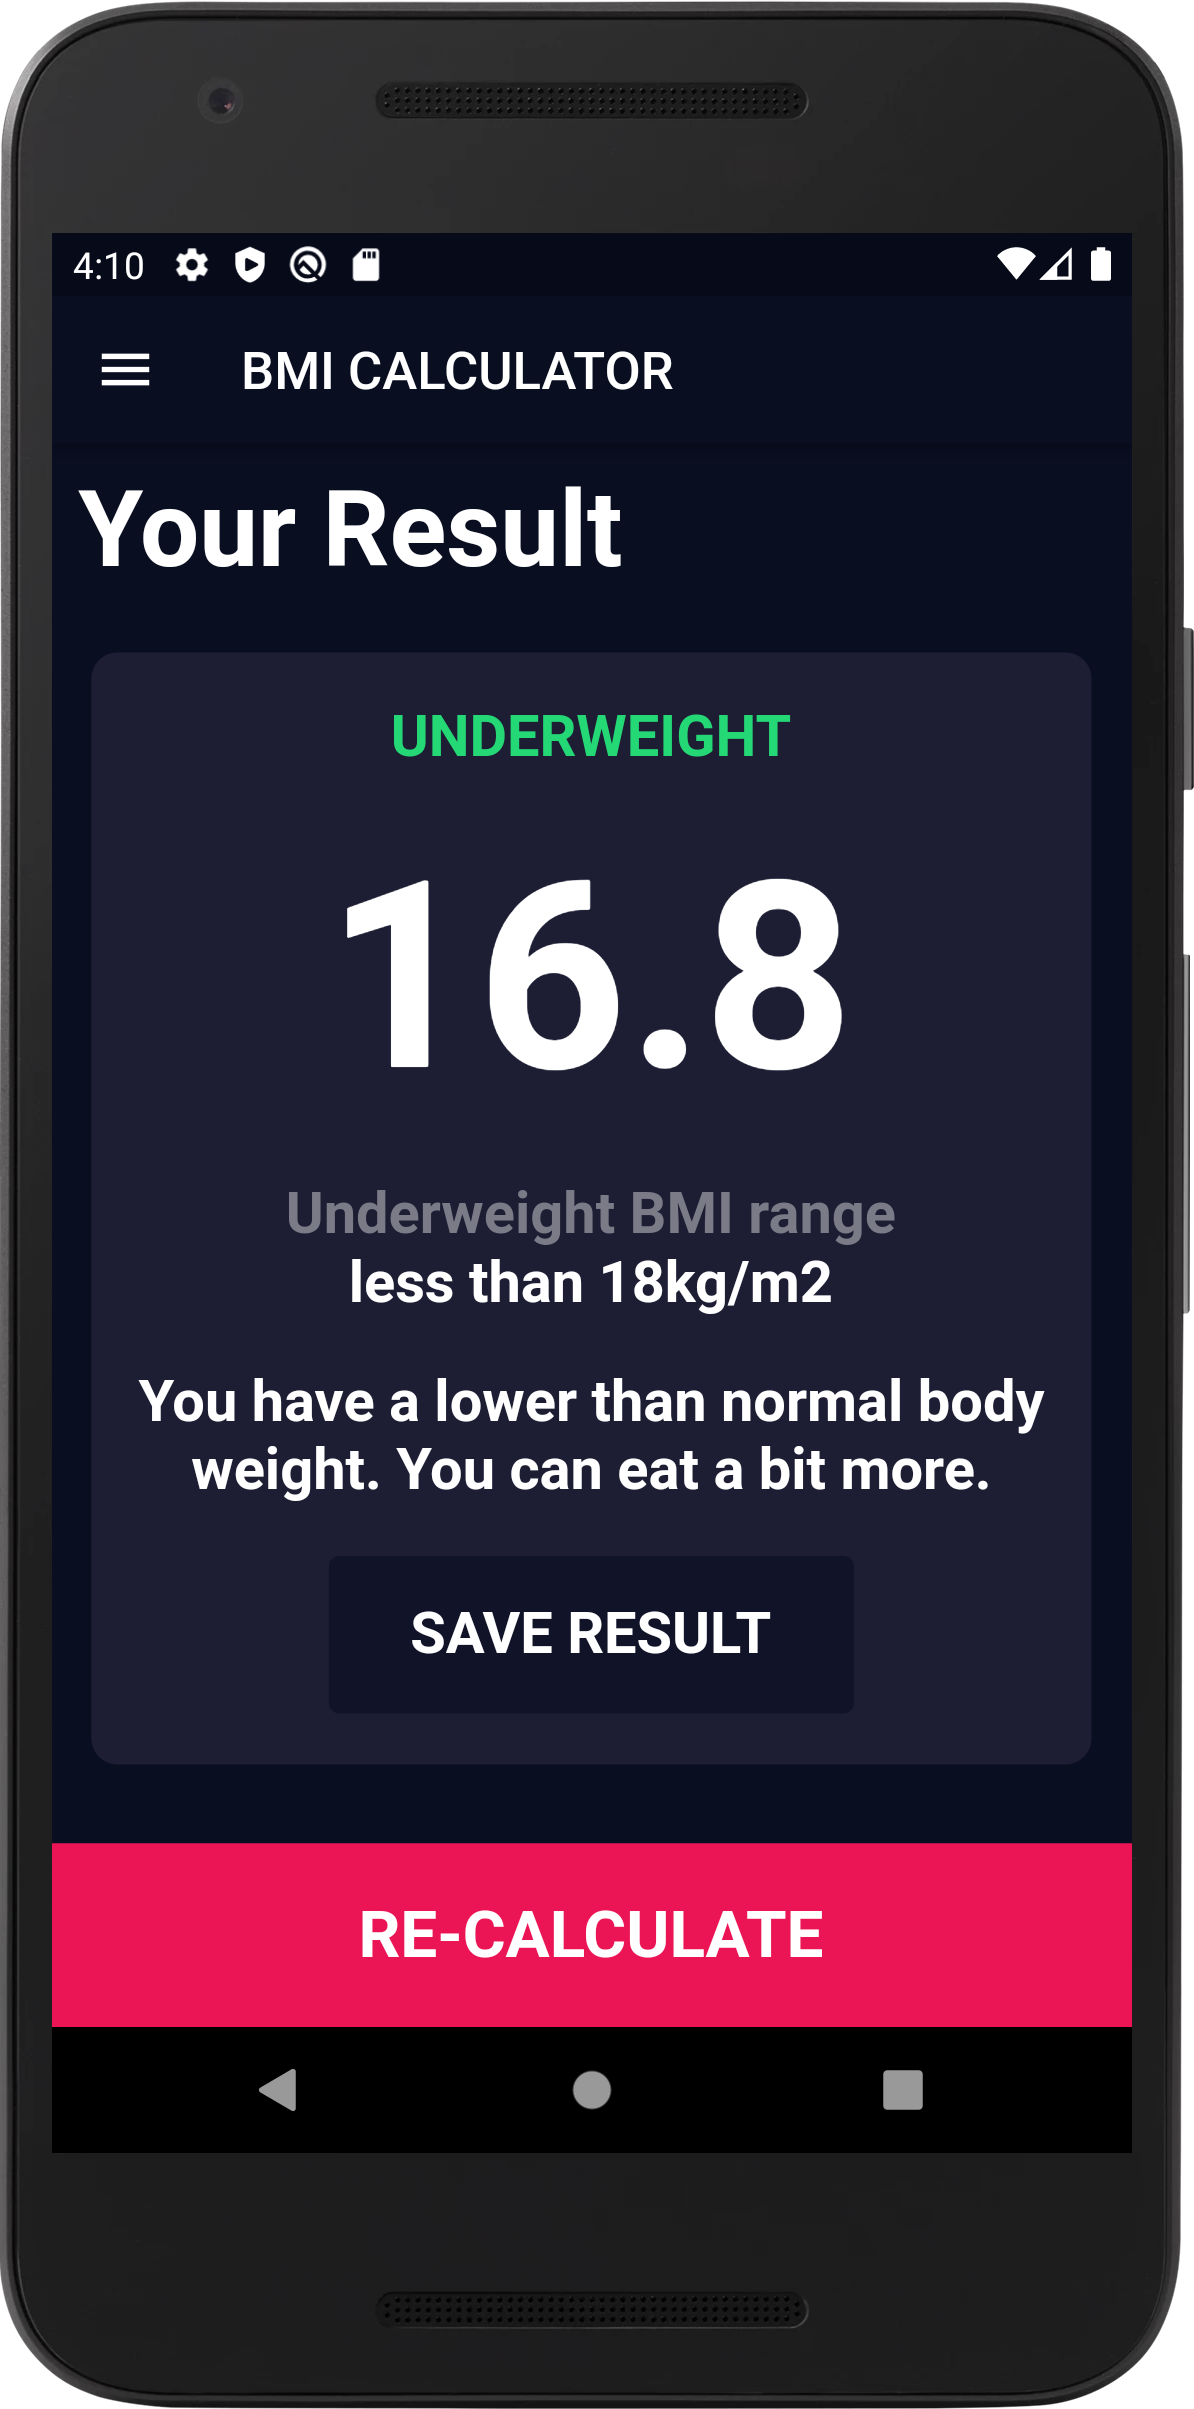 4:10
BMI CALCULATOR
Your Result
UNDERWEIGHT
16.8
Underweight BMI range
less than 18kg/m2
You have a lower than normal body
weight. You can eat a bit more.
SAVE RESULT
RE-CALCULATE